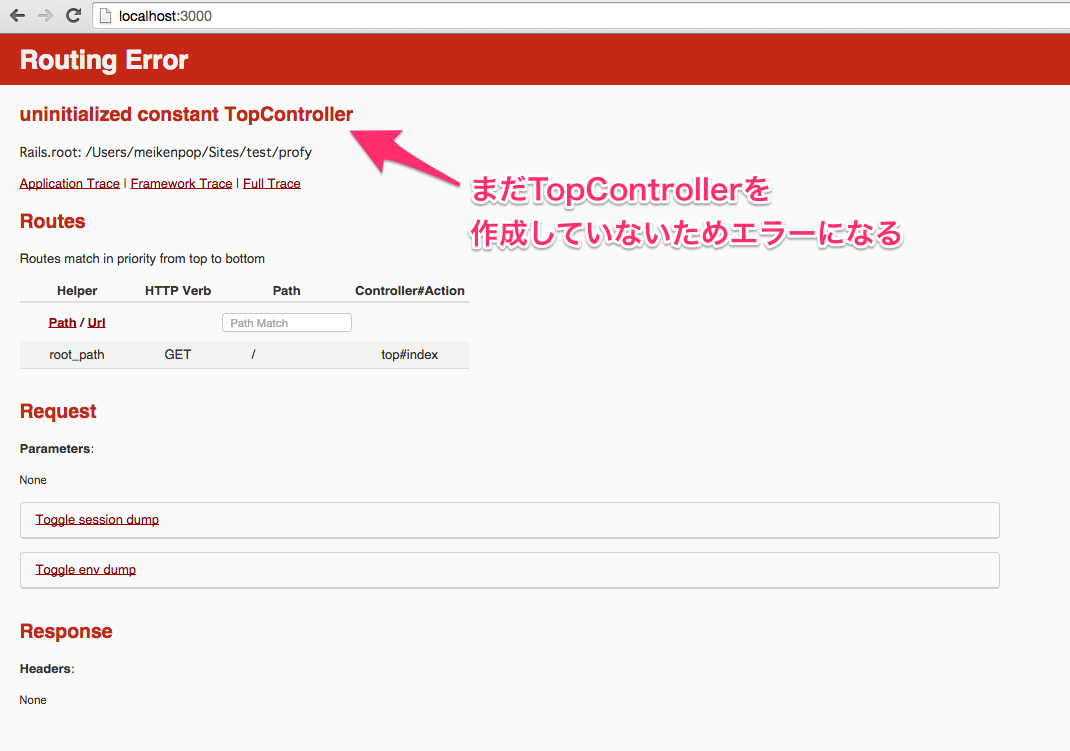 localhost:3000
Routing Error
uninitialized constant TopController
Rails.root: /Users/meikenpop/Sites/test/profy
Application Trace | Framework Trace | Full Trace
まだTopControllerを
作成していないためエラーになる
Routes
Routes match in priority from top to bottom
Helper HTTP Verb Path Controller#Action
Path / Url Path Match
root_path GET / top#index
Request
Parameters:
None
Toggle session dump
Toggle env dump
Response
Headers:
None